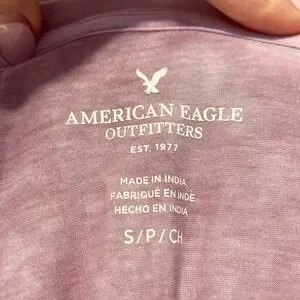 AMERICAN EAGLE
OUTFITTERS
EST. 1977
MADE IN INDIA
FABRIQUÉ EN INDE
HECHO EN INDIA
S/P/CH